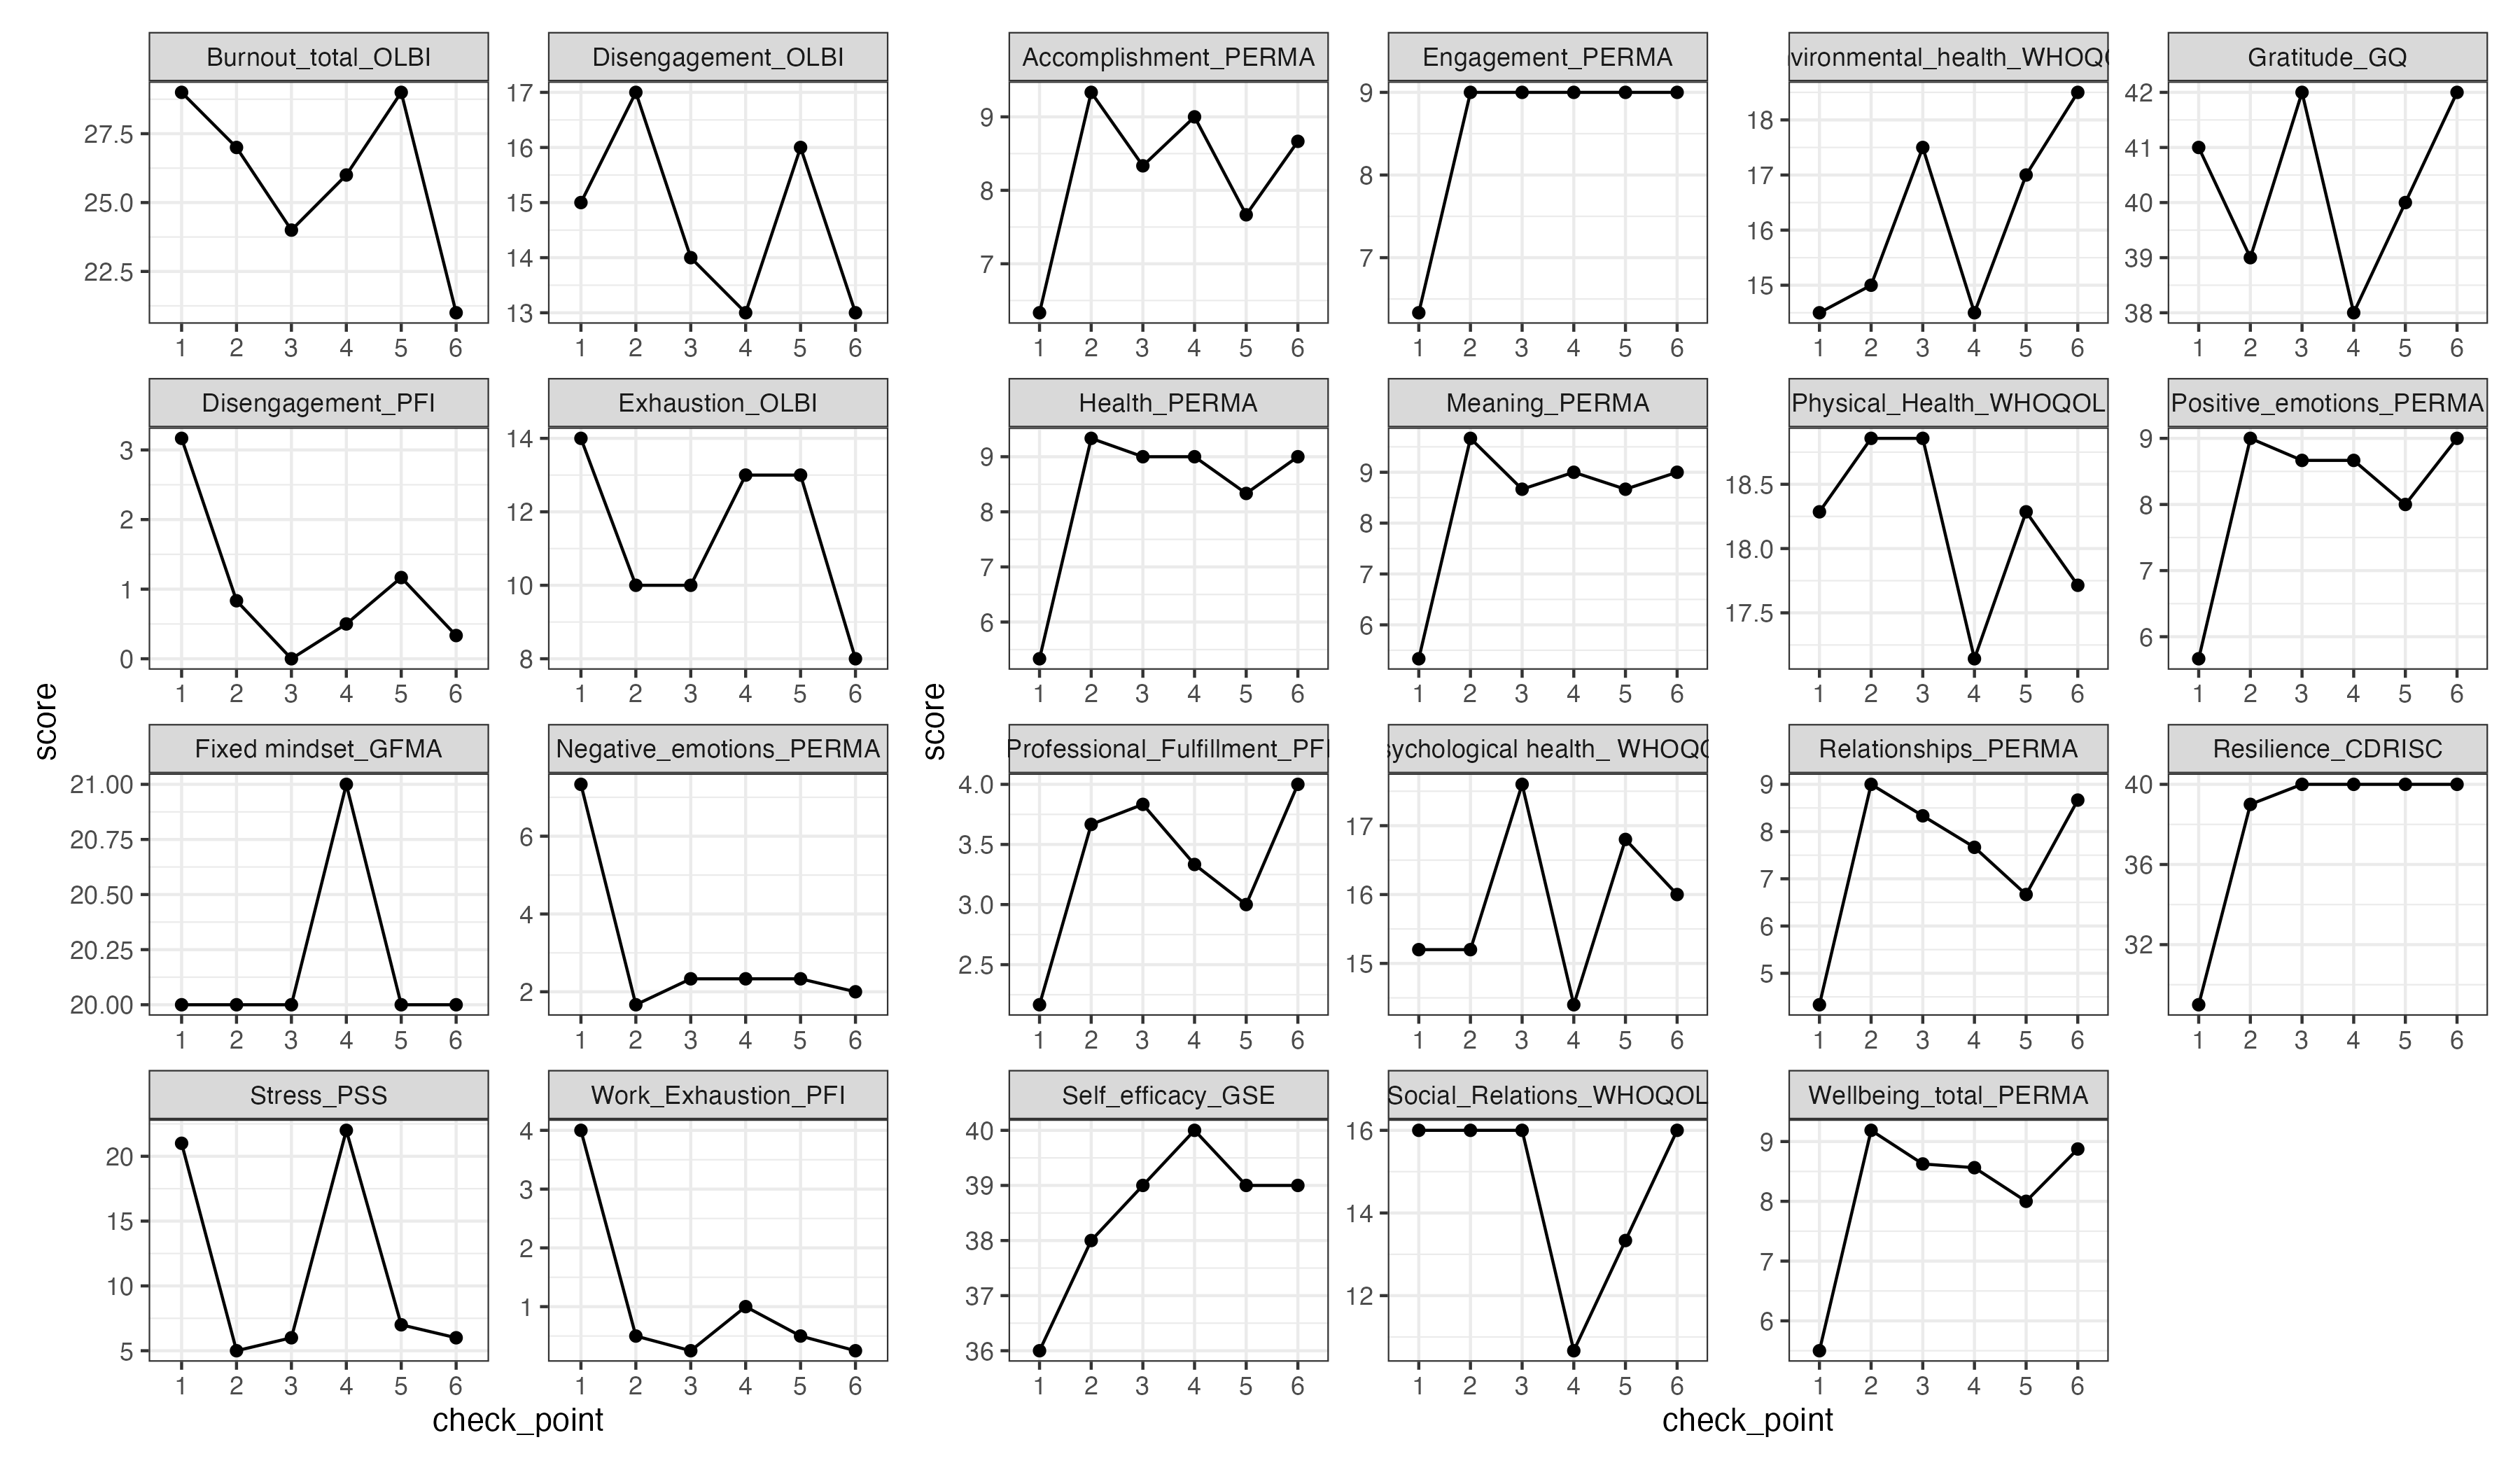 score
Burnout_total_OLBI
27.5
25.0
22.5
1 2 3 4 5 6
Disengagement_OLBI
17
16
15
14
13
1 2 3 4 5 6
Disengagement_PFI
3
2
1
0
1 2 3 4 5 6
Exhaustion_OLBI
14
12
10
8
1 2 3 4 5 6
Fixed mindset_GFMA
21.00
20.75
20.50
20.25
20.00
1 2 3 4 5 6
Negative_emotions_PERMA
6
4
2
1 2 3 4 5 6
Stress_PSS
20
15
10
5
1 2 3 4 5 6
Work_Exhaustion_PFI
4
3
2
1
1 2 3 4 5 6
check_point
score
Accomplishment_PERMA
9
8
7
1 2 3 4 5 6
Engagement_PERMA
9
8
7
1 2 3 4 5 6
vironmental_health_WHOQ
18
17
16
15
1 2 3 4 5 6
Gratitude_GQ
42
41
40
39
38
1 2 3 4 5 6
Health_PERMA
9
8
7
6
1 2 3 4 5 6
Meaning_PERMA
9
8
7
6
1 2 3 4 5 6
Physical_Health_WHOQOL
18.5
18.0
17.5
1 2 3 4 5 6
Positive_emotions_PERMA
9
8
7
6
1 2 3 4 5 6
Professional_Fulfillment_PFI
4.0
3.5
3.0
2.5
1 2 3 4 5 6
sychological health_ WHOQ
17
16
15
1 2 3 4 5 6
Relationships_PERMA
9
8
7
6
5
1 2 3 4 5 6
Resilience_CDRISC
40
36
32
1 2 3 4 5 6
Self_efficacy_GSE
40
39
38
37
36
1 2 3 4 5 6
Social_Relations_WHOQOL
16
14
12
1 2 3 4 5 6
Wellbeing_total_PERMA
9
8
7
6
1 2 3 4 5 6
check_point